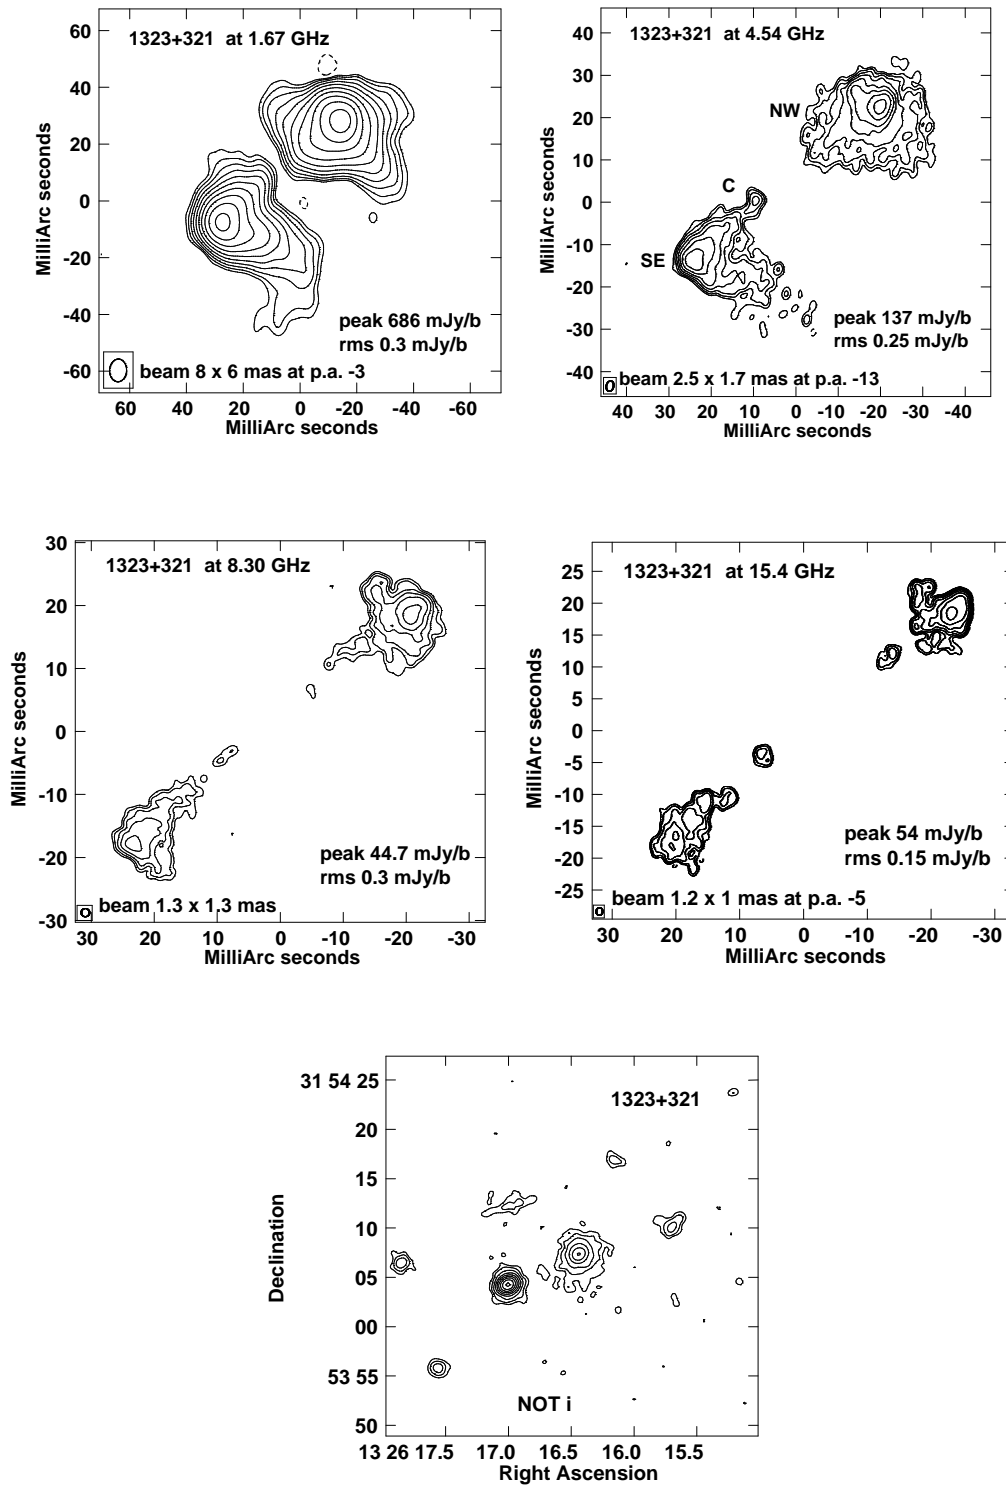 1323+321 at 1.67 GHz
60
40
20
0
-20
-40
-60
MilliArc seconds
peak 686 mJy/b
rms 0.3 mJy/b
beam 8 x 6 mas at p.a. -3
60 40 20 0 -20 -40 -60
MilliArc seconds
1323+321 at 4.54 GHz
40
30
20
10
0
-10
-20
-30
-40
MilliArc seconds
NW
C
SE
peak 137 mJy/b
rms 0.25 mJy/b
beam 2.5 x 1.7 mas at p.a. -13
40 30 20 10 0 -10 -20 -30 -40
MilliArc seconds
1323+321 at 8.30 GHz
30
20
10
0
-10
-20
-30
MilliArc seconds
peak 44.7 mJy/b
rms 0.3 mJy/b
beam 1.3 x 1.3 mas
30 20 10 0 -10 -20 -30
MilliArc seconds
1323+321 at 15.4 GHz
25
20
15
10
5
0
-5
-10
-15
-20
-25
MilliArc seconds
peak 54 mJy/b
rms 0.15 mJy/b
beam 1.2 x 1 mas at p.a. -5
30 20 10 0 -10 -20 -30
MilliArc seconds
1323+321
31 54 25
20
15
10
05
00
53 55
50
Declination
NOT i
13 26 17.5 17.0 16.5 16.0 15.5
Right Ascension